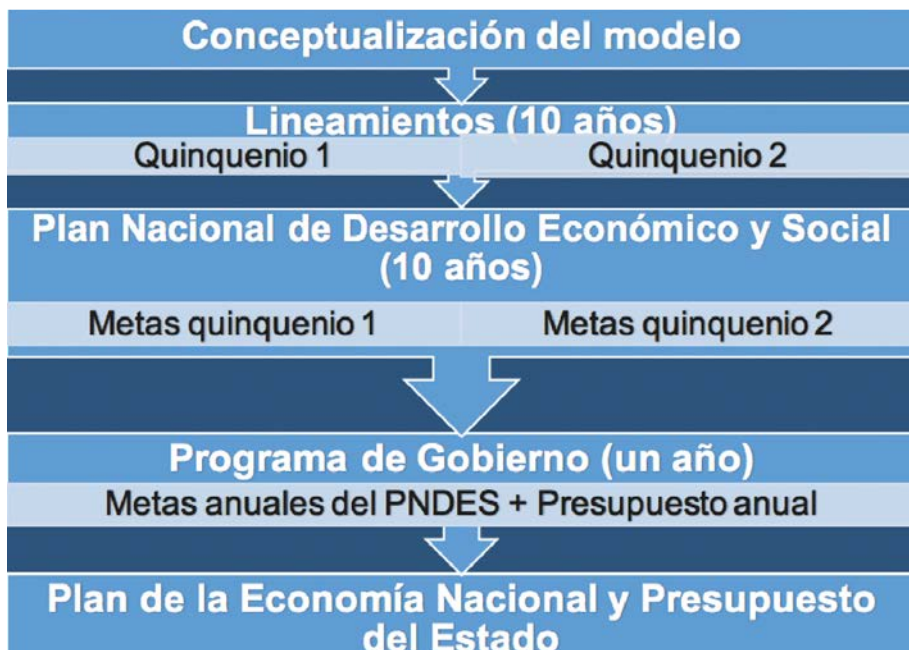 Conceptualización del modelo
Lineamientos (10 años)
Quinquenio 1
Quinquenio 2
Plan Nacional de Desarrollo Económico y Social
(10 años)
Metas quinquenio 1
Metas quinquenio 2
Programa de Gobierno (un año)
Metas anuales del PNDES + Presupuesto anual
Plan de la Economía Nacional y Presupuesto
del Estado